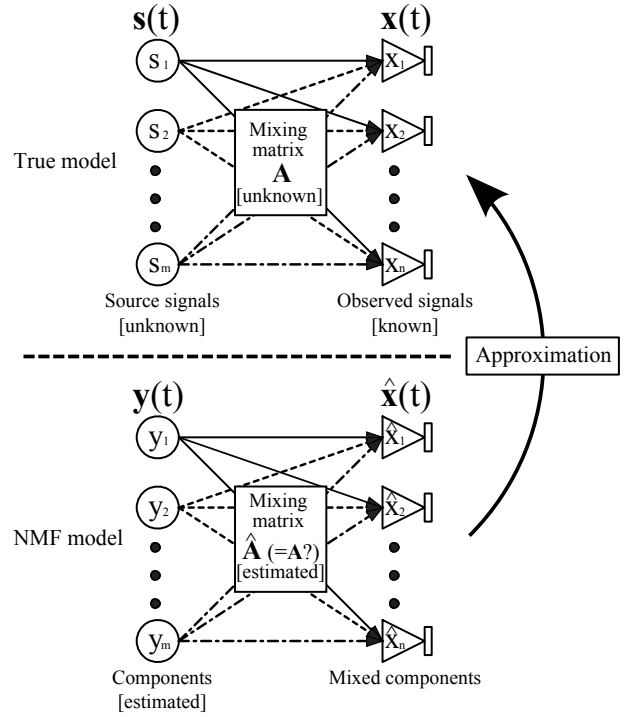 s(t)
x(t)
s1
x1
s2
x2
Mixing
matrix
A
[unknown]
True model
sm
xn
Source signals
[unknown]
Observed signals
[known]
Approximation
y(t)
x̂(t)
y1
x̂1
y2
x̂2
Mixing
matrix
Â (=A?)
[estimated]
NMF model
ym
x̂n
Components
[estimated]
Mixed components